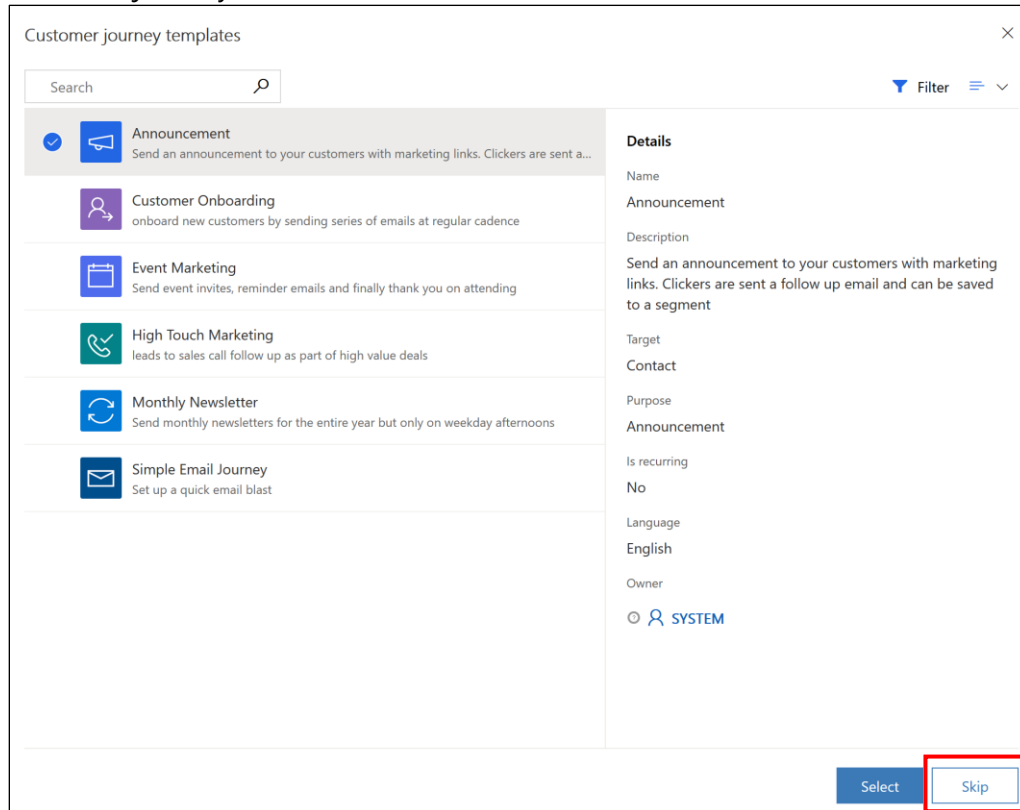 Customer journey templates
Search
Filter
Announcement
Send an announcement to your customers with marketing links. Clickers are sent a...
Customer Onboarding
onboard new customers by sending series of emails at regular cadence
Event Marketing
Send event invites, reminder emails and finally thank you on attending
High Touch Marketing
leads to sales call follow up as part of high value deals
Monthly Newsletter
Send monthly newsletters for the entire year but only on weekday afternoons
Simple Email Journey
Set up a quick email blast
Details
Name
Announcement
Description
Send an announcement to your customers with marketing
links. Clickers are sent a follow up email and can be saved
to a segment
Target
Contact
Purpose
Announcement
Is recurring
No
Language
English
Owner
SYSTEM
Select
Skip